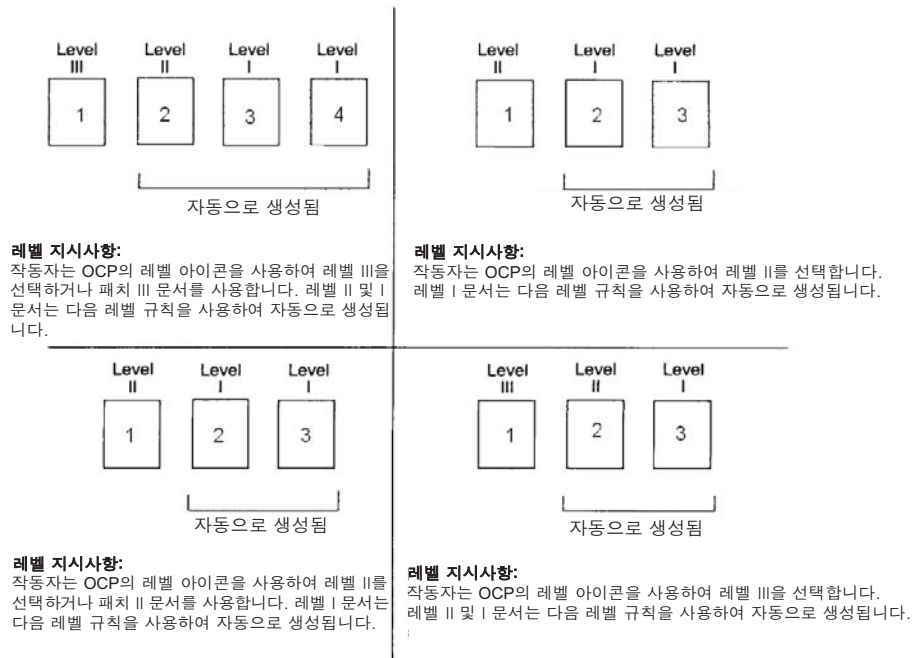 Level Level Level Level
III II I I
1 2 3 4
자동으로 생성됨
레벨 지시사항:
작동자는 OCP의 레벨 아이콘을 사용하여 레벨 III을
선택하거나 패치 III 문서를 사용합니다. 레벨 II 및 I
문서는 다음 레벨 규칙을 사용하여 자동으로 생성됩
니다.
Level Level Level
II I I
1 2 3
자동으로 생성됨
레벨 지시사항:
작동자는 OCP의 레벨 아이콘을 사용하여 레벨 II를 선택합니다.
레벨 I 문서는 다음 레벨 규칙을 사용하여 자동으로 생성됩니다.
Level Level Level
II I I
1 2 3
자동으로 생성됨
레벨 지시사항:
작동자는 OCP의 레벨 아이콘을 사용하여 레벨 II를
선택하거나 패치 II 문서를 사용합니다. 레벨 I 문서는
다음 레벨 규칙을 사용하여 자동으로 생성됩니다.
Level Level Level
III II I
1 2 3
자동으로 생성됨
레벨 지시사항:
작동자는 OCP의 레벨 아이콘을 사용하여 레벨 III을 선택합니다.
레벨 II 및 I 문서는 다음 레벨 규칙을 사용하여 자동으로 생성됩니다.